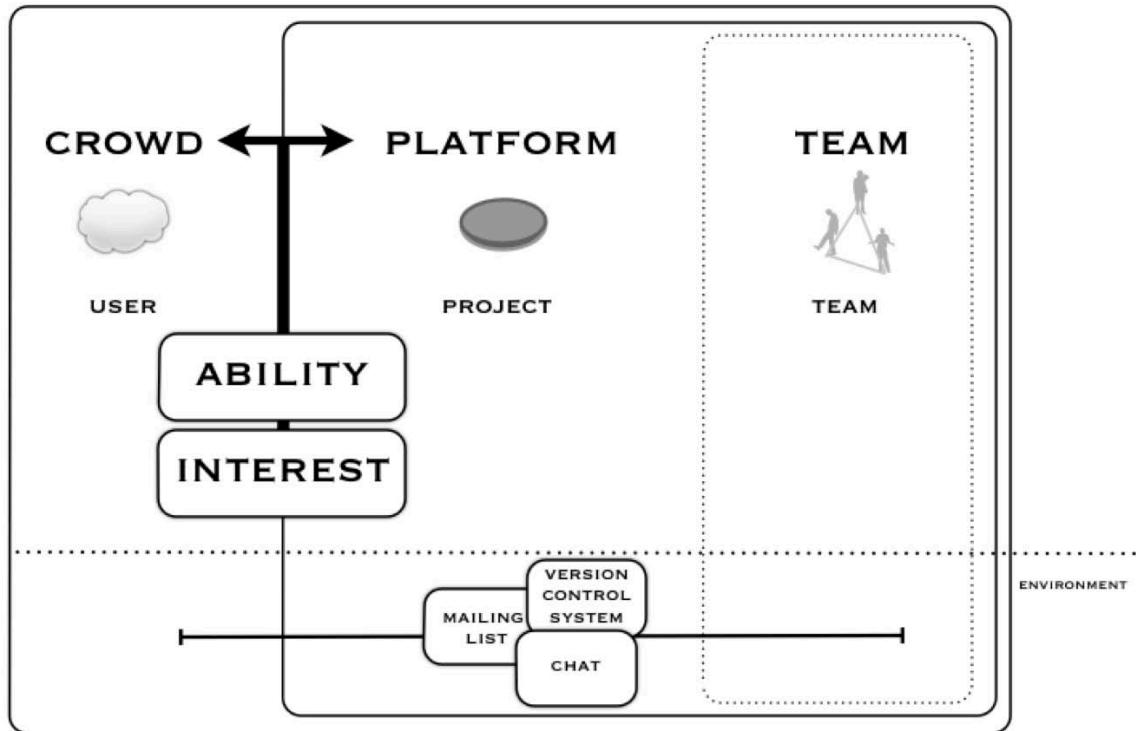 CROWD
PLATFORM
TEAM
USER
PROJECT
TEAM
ABILITY
INTEREST
ENVIRONMENT
VERSION
CONTROL
SYSTEM
MAILING
LIST
CHAT